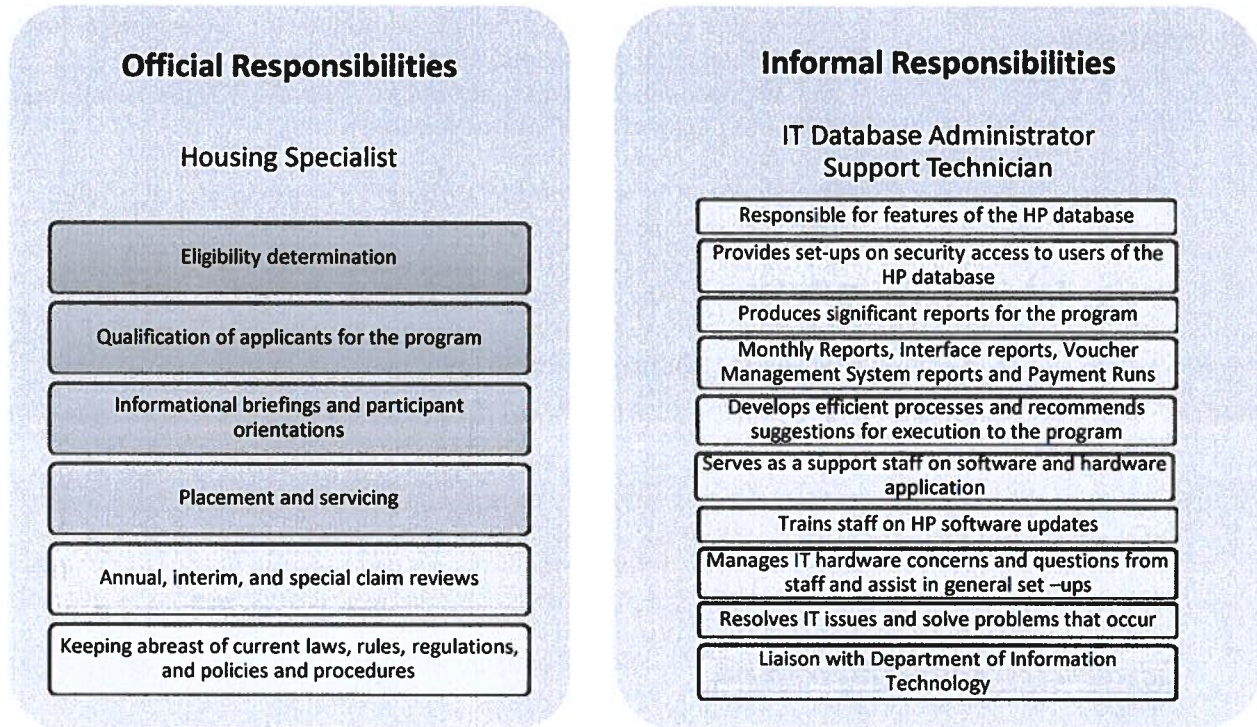 Official Responsibilities
Housing Specialist
Eligibility determination
Qualification of applicants for the program
Informational briefings and participant
orientations
Placement and servicing
Annual, interim, and special claim reviews
Keeping abreast of current laws, rules, regulations,
and policies and procedures
Informal Responsibilities
IT Database Administrator
Support Technician
Responsible for features of the HP database
Provides set-ups on security access to users of the
HP database
Produces significant reports for the program
Monthly Reports, Interface reports, Voucher
Management System reports and Payment Runs
Develops efficient processes and recommends
suggestions for execution to the program
Serves as a support staff on software and hardware
application
Trains staff on HP software updates
Manages IT hardware concerns and questions from
staff and assist in general set –ups
Resolves IT issues and solve problems that occur
Liaison with Department of Information
Technology